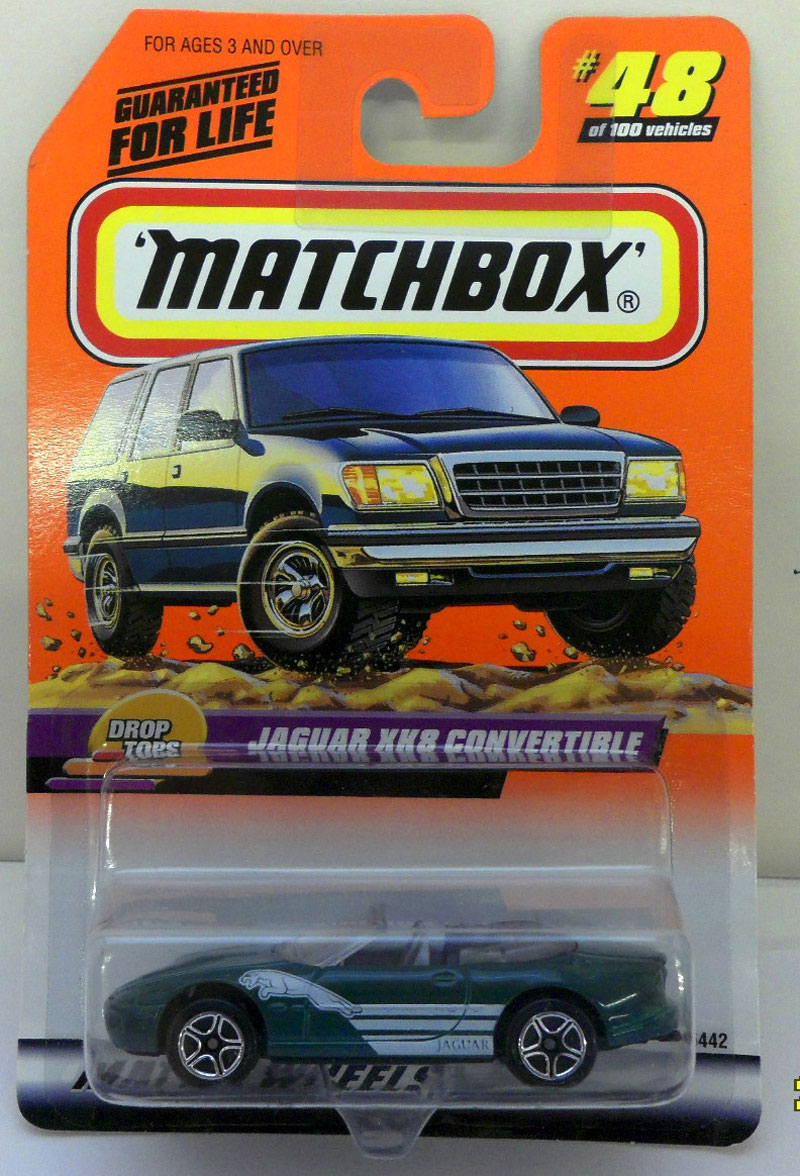 FOR AGES 3 AND OVER
GUARANTEED
FOR LIFE
#48
of 100 vehicles
'MATCHBOX'®
DROP
TOPS
JAGUAR XK8 CONVERTIBLE
JAGUAR
442
WHEELS